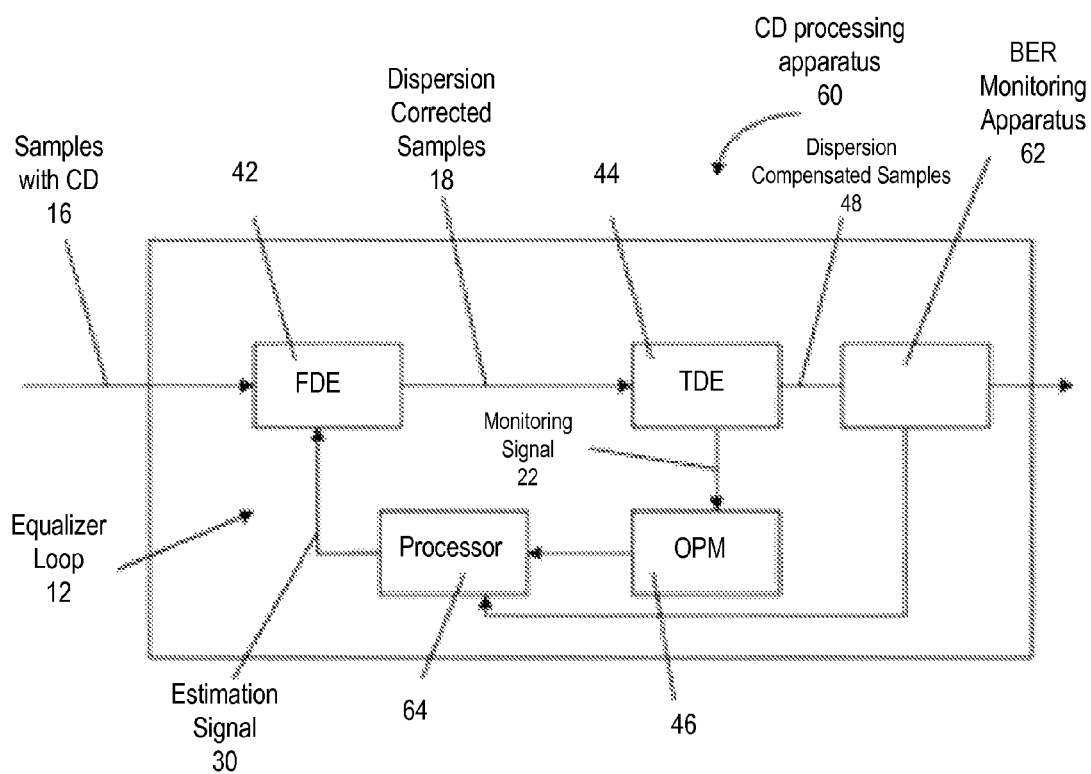 CD processing
apparatus
60
BER
Monitoring
Apparatus
62
Dispersion
Corrected
Samples
18
Samples
with CD
16
42
44
Dispersion
Compensated Samples
48
FDE
TDE
Monitoring
Signal
22
Equalizer
Loop
12
Processor
OPM
Estimation
Signal
30
64
46